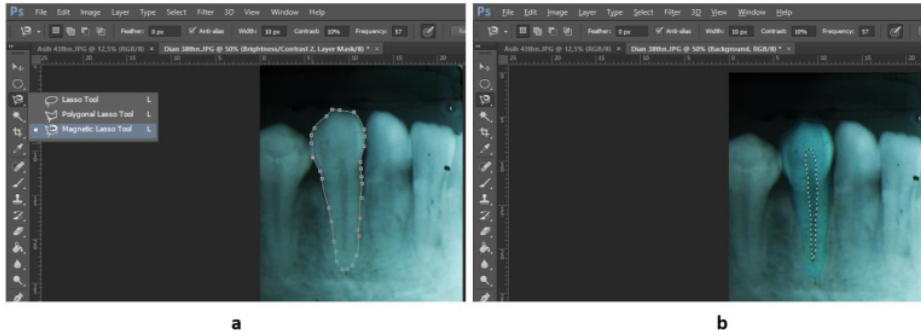 Ps File Edit Image Layer Type Select Filter 3D View Window Help
Feather: 0 px Anti-alias Width: 10 px Contrast: 10% Frequency: 57
Asih 43thn.JPG @ 12,5% (RGB/8) × Dian 38thn.JPG @ 50% (Brightness/Contrast 2, Layer Mask/8) * ×
Lasso Tool L
Polygonal Lasso Tool L
Magnetic Lasso Tool L
a
Ps File Edit Image Layer Type Select Filter 3D View Window Help
Feather: 0 px Anti-alias Width: 10 px Contrast: 10% Frequency: 57
Asih 43thn.JPG @ 12,5% (RGB/8) × Dian 38thn.JPG @ 50% (Background, RGB/8) * ×
b